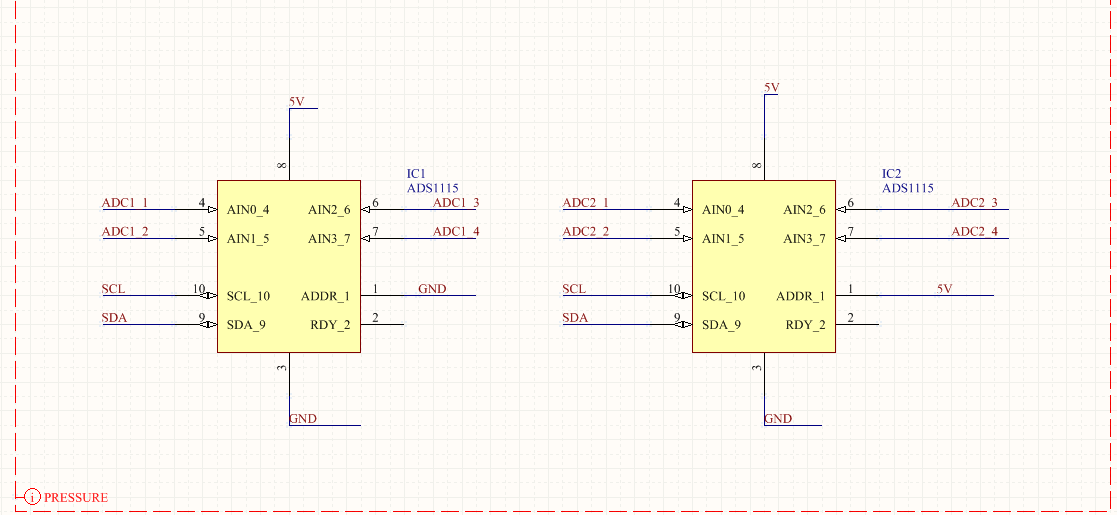 5V
8
IC1
ADS1115
ADC1_1
4
AIN0_4
AIN2_6
6
ADC1_3
ADC1_2
5
AIN1_5
AIN3_7
7
ADC1_4
SCL
10
SCL_10
ADDR_1
1
GND
SDA
9
SDA_9
RDY_2
2
3
GND
5V
8
IC2
ADS1115
ADC2_1
4
AIN0_4
AIN2_6
6
ADC2_3
ADC2_2
5
AIN1_5
AIN3_7
7
ADC2_4
SCL
10
SCL_10
ADDR_1
1
5V
SDA
9
SDA_9
RDY_2
2
3
GND
i PRESSURE